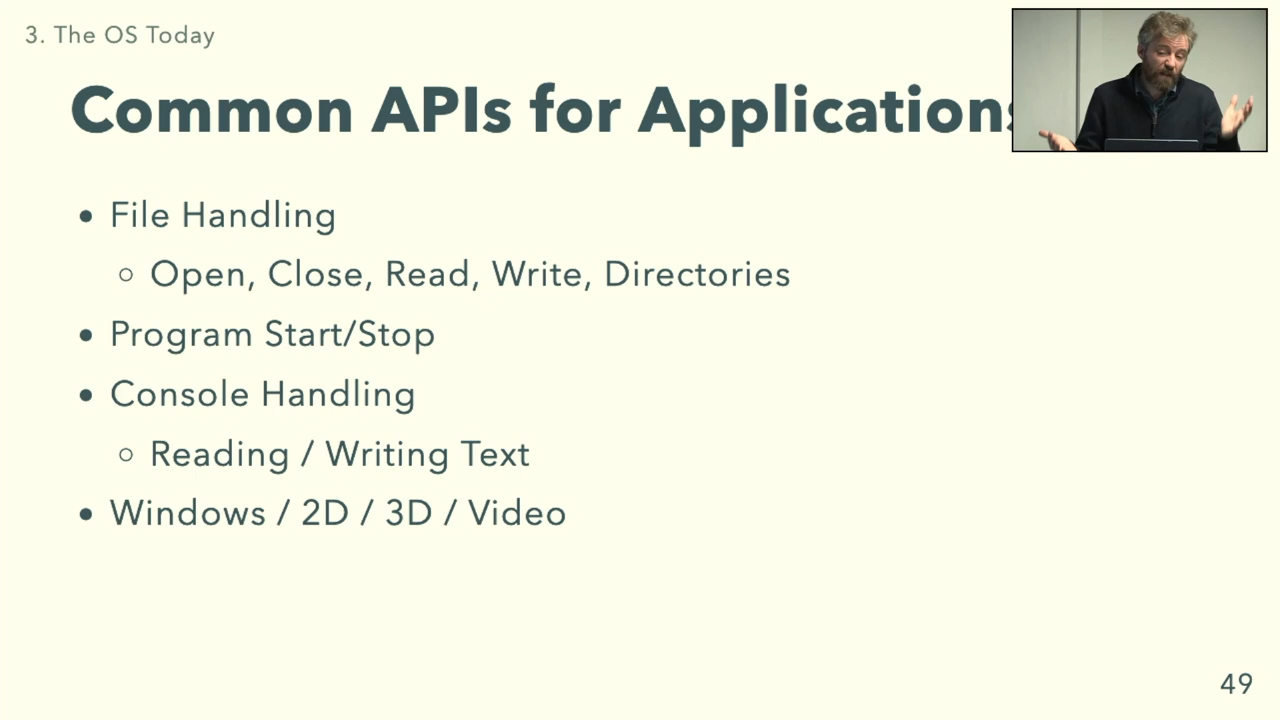 3. The OS Today
Common APIs for Applications
• File Handling
○ Open, Close, Read, Write, Directories
• Program Start/Stop
• Console Handling
○ Reading / Writing Text
• Windows / 2D / 3D / Video
49